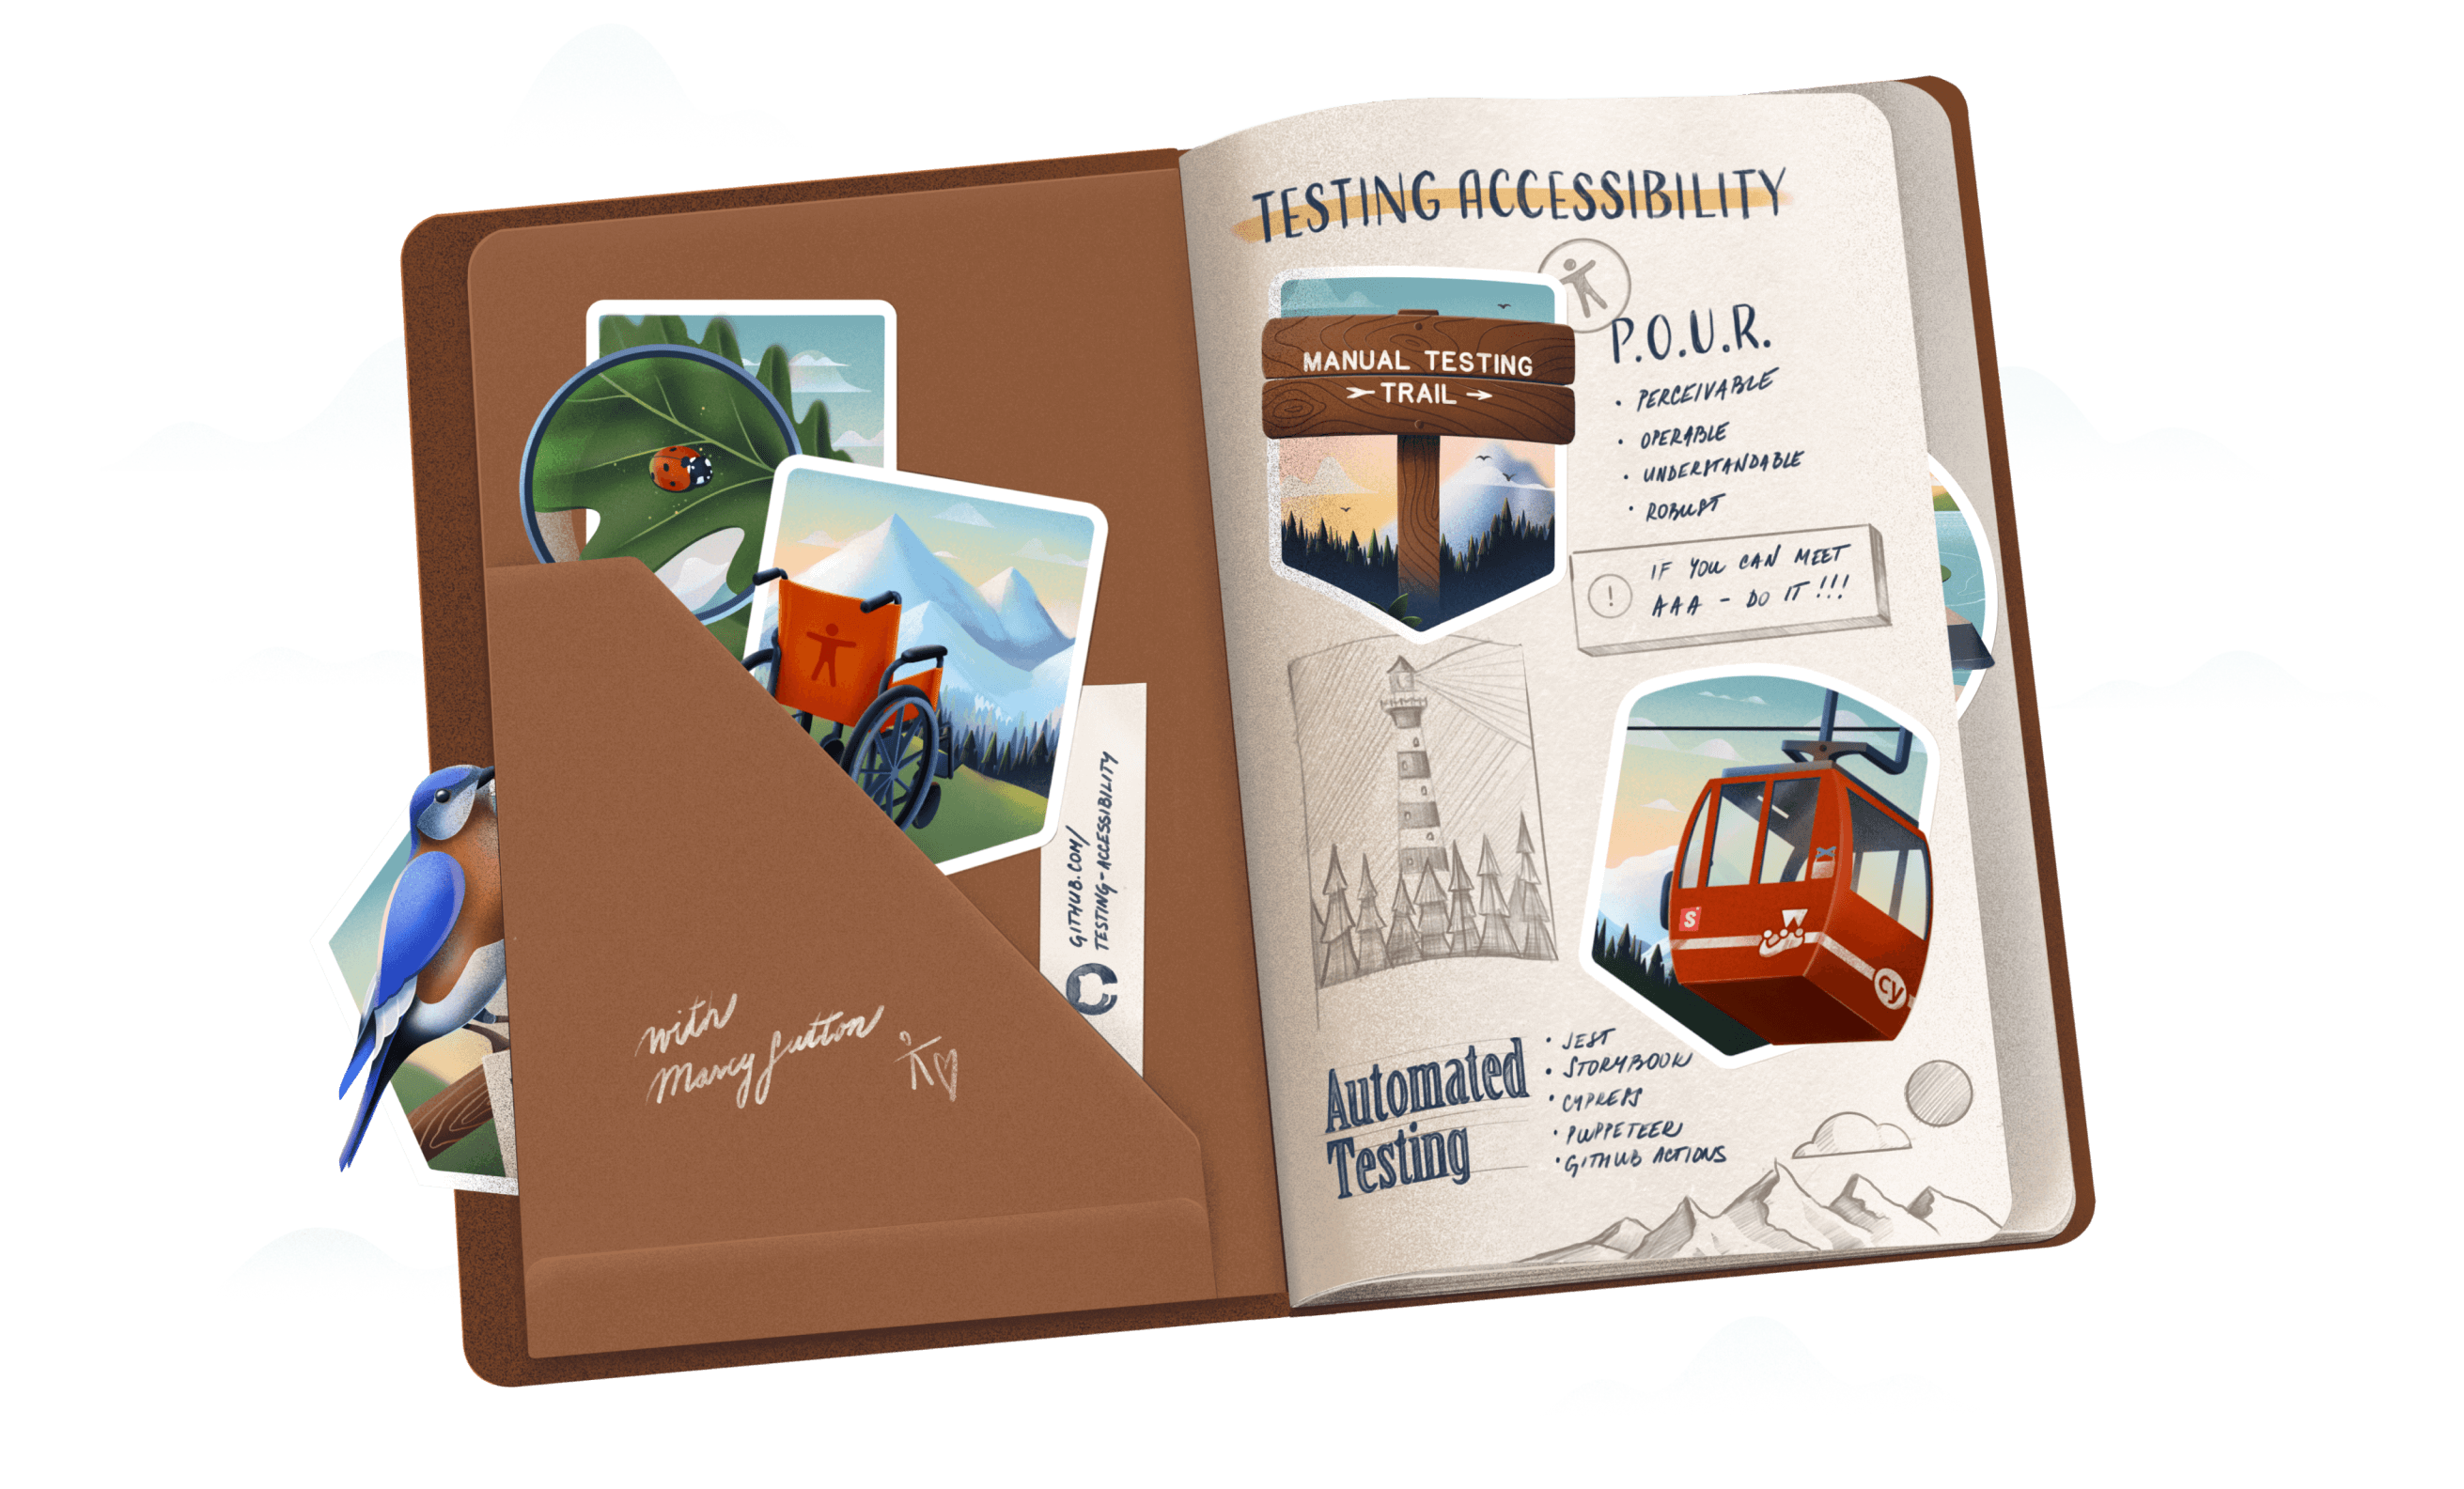 GITHUB.COM/
TESTING-ACCESSIBILITY
with
Marcy Sutton
TESTING ACCESSIBILITY
MANUAL TESTING
TRAIL
P.O.U.R.
• PERCEIVABLE
• OPERABLE
• UNDERSTANDABLE
• ROBUST
! IF YOU CAN MEET
AAA - DO IT!!!
S
cy
Automated
Testing
• JEST
• STORYBOOK
• CYPRESS
• PUPPETEER
• GITHUB ACTIONS